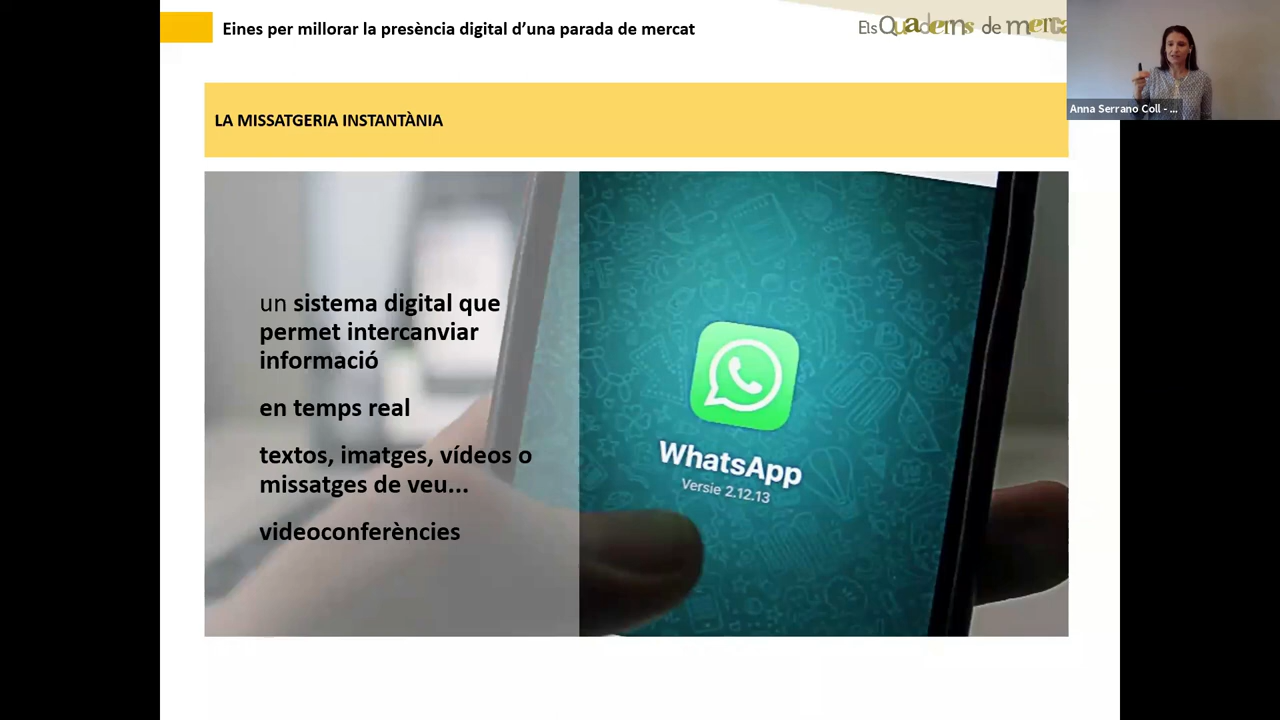 Eines per millorar la presència digital d’una parada de mercat
Els Quaderns de
Anna Serrano Coll - ...
LA MISSATGERIA INSTANTÀNIA
un sistema digital que
permet intercanviar
informació
en temps real
textos, imatges, vídeos o
missatges de veu...
videoconferències
WhatsApp
Versie 2.12.13